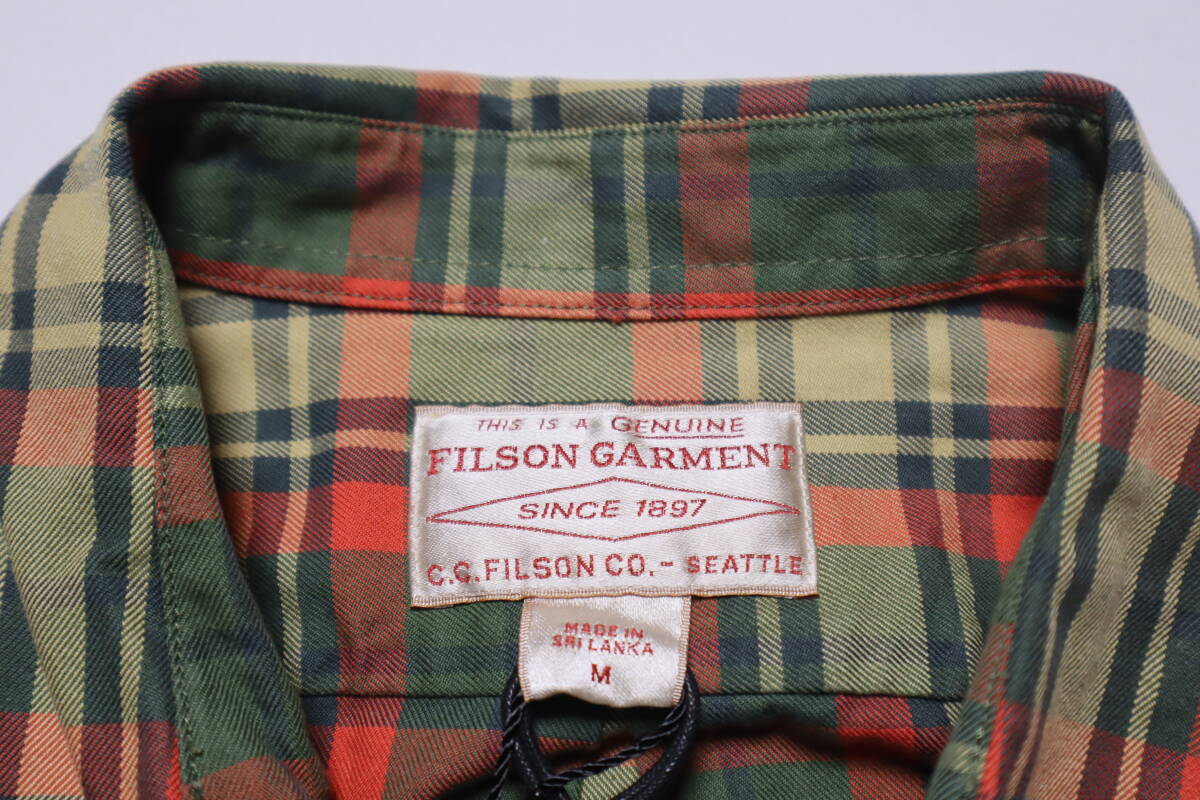 THIS IS A GENUINE
FILSON GARMENT
SINCE 1897
C.C. FILSON CO. - SEATTLE
MADE IN
SRI LANKA
M